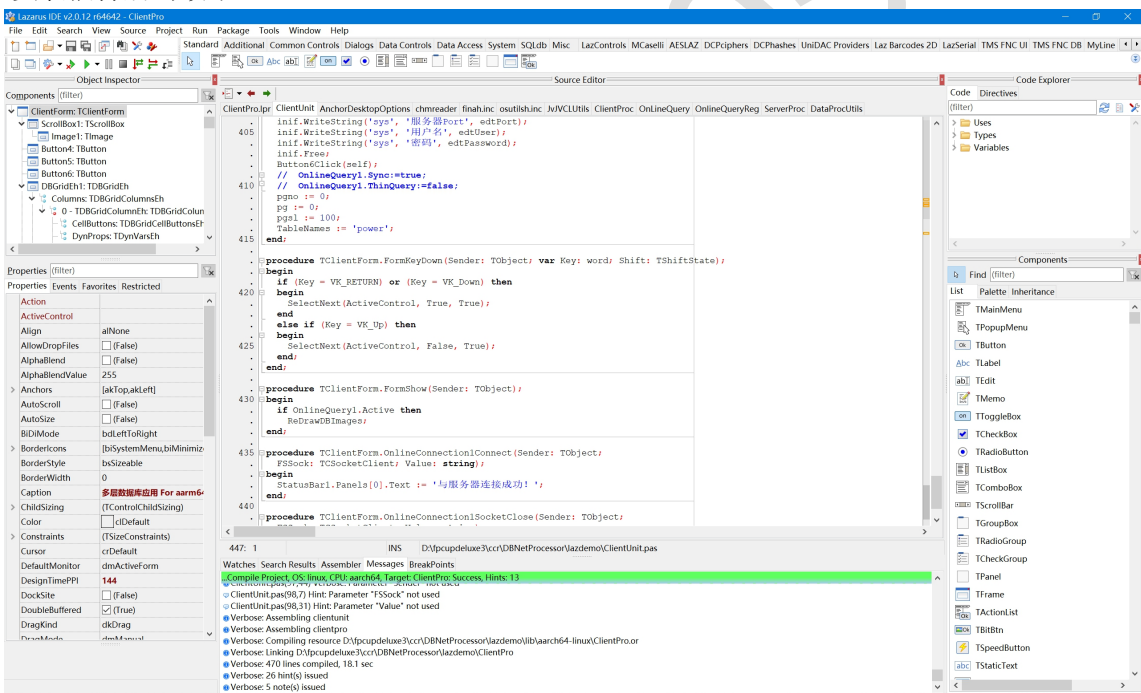 Lazarus IDE v2.0.12 r64642 - ClientPro
File Edit Search View Source Project Run Package Tools Window Help
Standard Additional Common Controls Dialogs Data Controls Data Access System SQLdb Misc LazControls MCaselli AESLAZ DCPciphers DCPhashes UniDAC Providers Laz Barcodes 2D LazSerial TMS FNC UI TMS FNC DB MyLine
Object Inspector
Components (filter)
ClientForm: TClientForm
ScrollBox1: TScrollBox
Image1: TImage
Button4: TButton
Button5: TButton
Button6: TButton
DBGridEh1: TDBGridEh
Columns: TDBGridColumnsEh
0 - TDBGridColumnEh: TDBGridColun
CellButtons: TDBGridCellButtonsEh
DynProps: TDynVarsEh
Properties (filter)
Properties Events Favorites Restricted
Action
ActiveControl
Align alNone
AllowDropFiles (False)
AlphaBlend (False)
AlphaBlendValue 255
Anchors [akTop,akLeft]
AutoScroll (False)
AutoSize (False)
BiDiMode bdLeftToRight
BorderIcons [biSystemMenu,biMinimize
BorderStyle bsSizeable
BorderWidth 0
Caption 多层数据库应用 For aarm64
ChildSizing (TControlChildSizing)
Color clDefault
Constraints (TSizeConstraints)
Cursor crDefault
DefaultMonitor dmActiveForm
DesignTimePPI 144
DockSite (False)
DoubleBuffered (True)
DragKind dkDrag
DragMode dmManual
Source Editor
ClientPro.lpr ClientUnit AnchorDesktopOptions chmreader finah.inc osutilsh.inc JvJVCLUtils ClientProc OnLineQuery OnlineQueryReg ServerProc DataProcUtils
inif.WriteString('sys', '服务器Port', edtPort);
405 inif.WriteString('sys', '用户名', edtUser);
inif.WriteString('sys', '密码', edtPassword);
inif.Free;
Button6Click(self);
// OnlineQuery1.Sync:=true;
410 // OnlineQuery1.ThinQuery:=false;
pgno := 0;
pg := 0;
pgsl := 100;
TableNames := 'power';
415 end;
procedure TClientForm.FormKeyDown(Sender: TObject; var Key: word; Shift: TShiftState);
begin
if (Key = VK_RETURN) or (Key = VK_Down) then
420 begin
SelectNext(ActiveControl, True, True);
end
else if (Key = VK_Up) then
begin
425 SelectNext(ActiveControl, False, True);
end;
end;
procedure TClientForm.FormShow(Sender: TObject);
430 begin
if OnlineQuery1.Active then
ReDrawDBImages;
end;
435 procedure TClientForm.OnlineConnection1Connect(Sender: TObject;
FSSock: TCSocketClient; Value: string);
begin
StatusBar1.Panels[0].Text := '与服务器连接成功！';
end;
440
procedure TClientForm.OnlineConnection1SocketClose(Sender: TObject;
447: 1 INS D:\fpcupdeluxe3\ccr\DBNetProcessor\lazdemo\ClientUnit.pas
Watches Search Results Assembler Messages BreakPoints
Compile Project, OS: linux, CPU: aarch64, Target: ClientPro: Success, Hints: 13
ClientUnit.pas(98,7) Hint: Parameter "FSSock" not used
ClientUnit.pas(98,31) Hint: Parameter "Value" not used
Verbose: Assembling clientunit
Verbose: Assembling clientpro
Verbose: Compiling resource D:\fpcupdeluxe3\ccr\DBNetProcessor\lazdemo\lib\aarch64-linux\ClientPro.or
Verbose: Linking D:\fpcupdeluxe3\ccr\DBNetProcessor\lazdemo\ClientPro
Verbose: 470 lines compiled, 18.1 sec
Verbose: 26 hint(s) issued
Verbose: 5 note(s) issued
Code Explorer
Code Directives
(filter)
Uses
Types
Variables
Components
Find (filter)
List Palette Inheritance
TMainMenu
TPopupMenu
TButton
TLabel
TEdit
TMemo
TToggleBox
TCheckBox
TRadioButton
TListBox
TComboBox
TScrollBar
TGroupBox
TRadioGroup
TCheckGroup
TPanel
TFrame
TActionList
TBitBtn
TSpeedButton
TStaticText